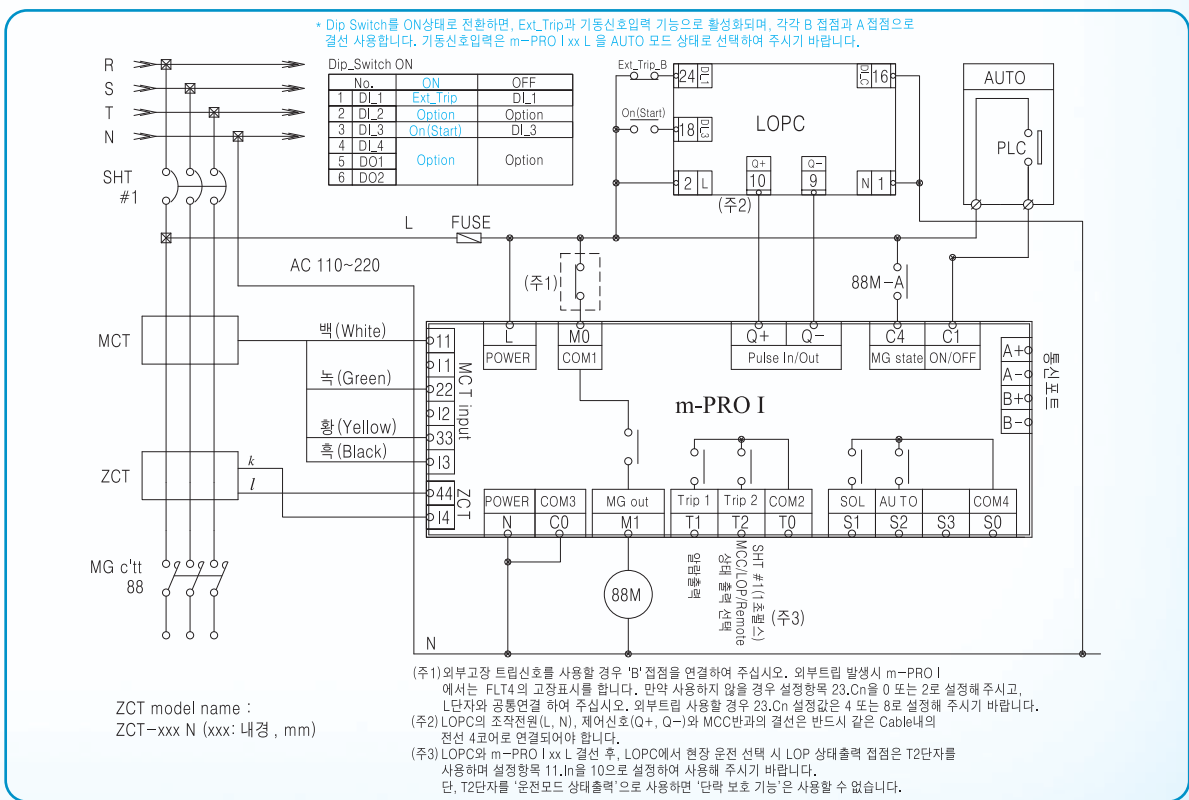 * Dip Switch를 ON상태로 전환하면, Ext_Trip과 기동신호입력 기능으로 활성화되며, 각각 B 접점과 A 접점으로
결선 사용합니다. 기동신호입력은 m-PRO I xx L 을 AUTO 모드 상태로 선택하여 주시기 바랍니다.
R
S
T
N
Dip_Switch ON
No. ON OFF
1 DI_1 Ext_Trip DI_1
2 DI_2 Option Option
3 DI_3 On(Start) DI_3
4 DI_4
5 DO1 Option Option
6 DO2
Ext_Trip_B
24 DI_1
DI_C 16
On(Start)
18 DI_3
LOPC
2 L
Q+
10
Q-
9
N 1
(주2)
AUTO
PLC
SHT
#1
L FUSE
AC 110~220
(주1)
88M-A
MCT
백(White)
녹(Green)
황(Yellow)
흑(Black)
11
I1
22
I2
33
I3
MCT input
44
I4
ZCT
ZCT
k
l
L
POWER
M0
COM1
Q+ Q-
Pulse In/Out
C4 C1
MG state ON/OFF
A+
A-
B+
B-
통신포트
m-PRO I
POWER COM3
N C0
MG out
M1
Trip 1 Trip 2 COM2
T1 T2 T0
SOL AUTO COM4
S1 S2 S3 S0
알람출력
SHT #1(1초펄스)
MCC/LOP/Remote
상태 출력 선택
(주3)
88M
MG c'tt
88
N
ZCT model name :
ZCT-xxx N (xxx: 내경 , mm)
(주1)외부고장 트립신호를 사용할 경우 'B'접점을 연결하여 주십시오. 외부트립 발생시 m-PRO I
에서는 FLT4의 고장표시를 합니다. 만약 사용하지 않을 경우 설정항목 23.Cn을 0 또는 2로 설정해 주시고,
L단자와 공통연결 하여 주십시오. 외부트립 사용할 경우 23.Cn 설정값은 4 또는 8로 설정해 주시기 바랍니다.
(주2) LOPC의 조작전원(L, N), 제어신호(Q+, Q-)와 MCC반과의 결선은 반드시 같은 Cable내의
전선 4코어로 연결되어야 합니다.
(주3) LOPC와 m-PRO I xx L 결선 후, LOPC에서 현장 운전 선택 시 LOP 상태출력 접점은 T2단자를
사용하며 설정항목 11.In을 10으로 설정하여 사용해 주시기 바랍니다.
단, T2단자를 '운전모드 상태출력'으로 사용하면 '단락 보호 기능'은 사용할 수 없습니다.